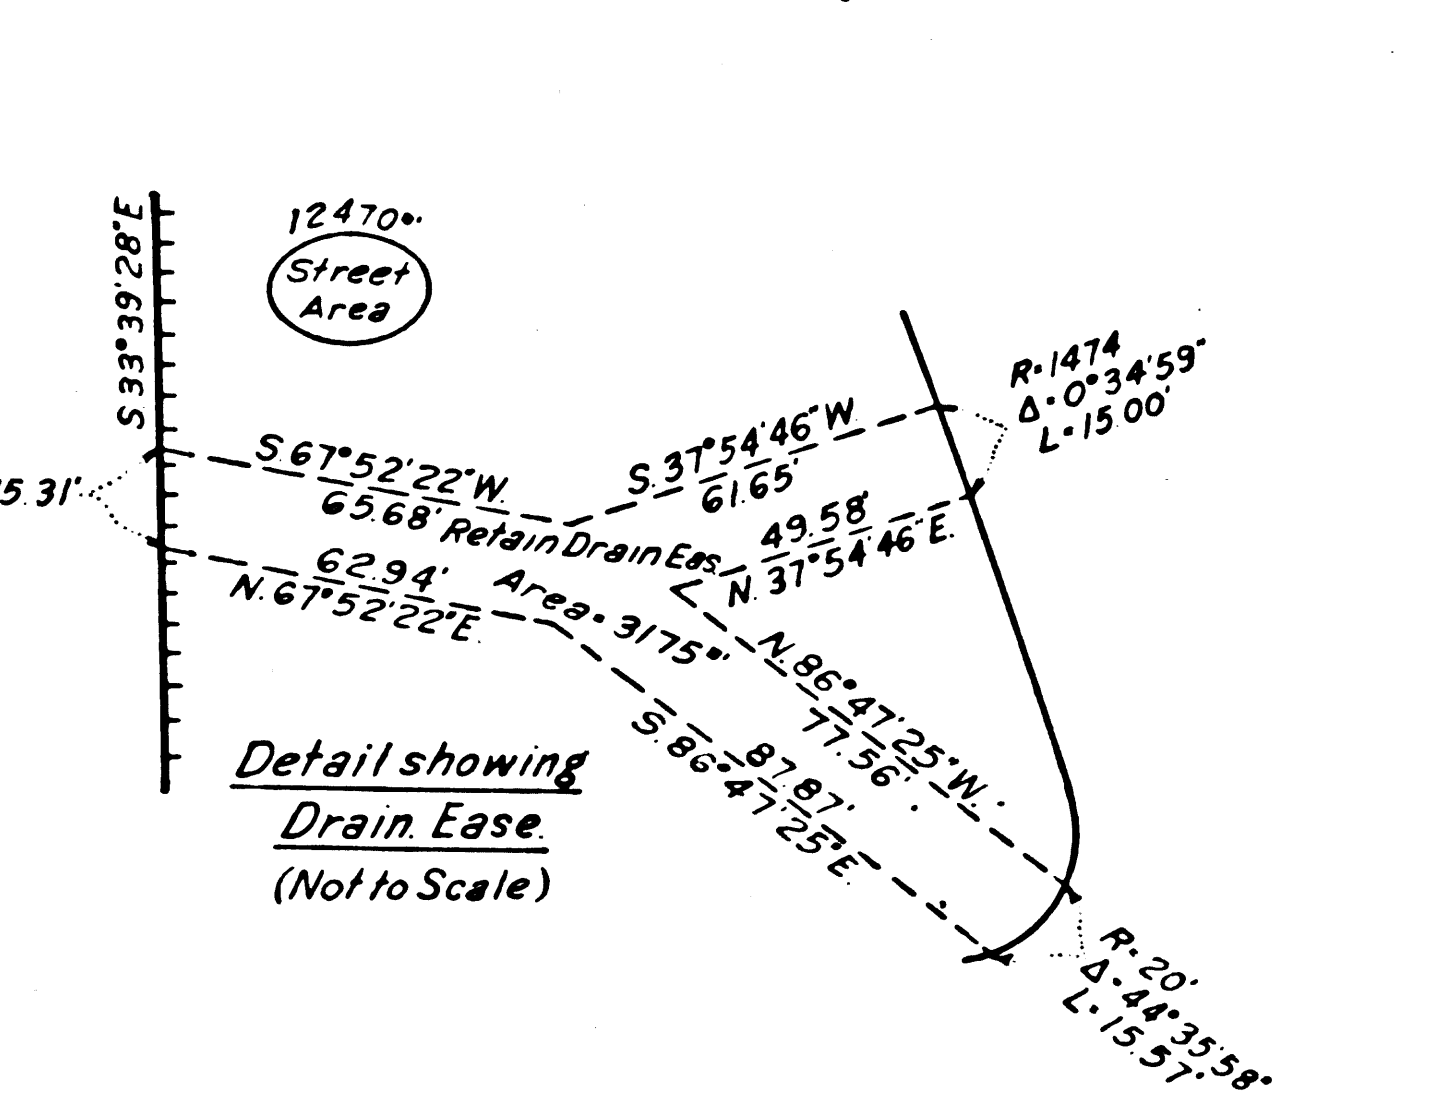 S 33°39'28"E
12470
Street
Area
R=1474
Δ=0°34'59"
L=15.00'
S.67°52'22"W.
65.68'
S.37°54'46"W.
61.65'
5.31'
Retain Drain Eas.
49.58'
N.37°54'46"E.
62.94'
N.67°52'22"E.
Area=3175
N.86°47'25"W.
77.56'
87.87'
S.86°47'25"E.
Detail showing
Drain. Ease.
(Not to Scale)
R=20'
Δ=44°35'58"
L=15.57'